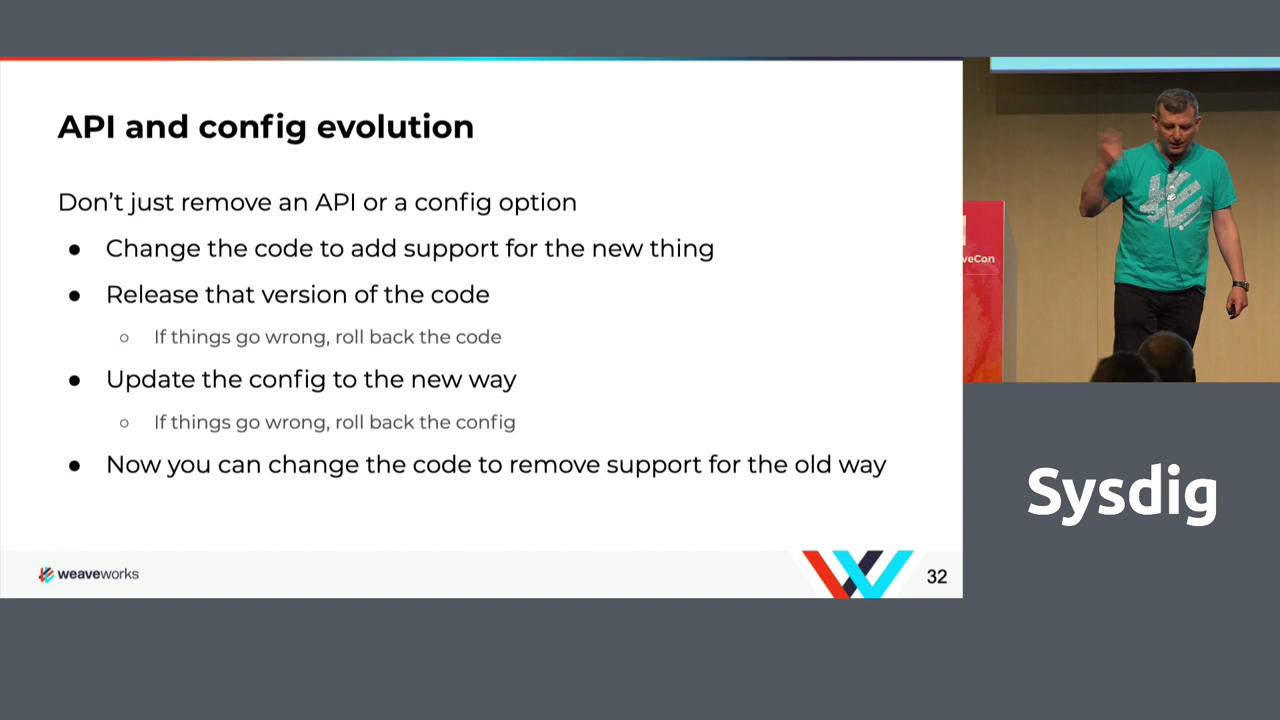 API and config evolution
Don’t just remove an API or a config option
● Change the code to add support for the new thing
● Release that version of the code
○ If things go wrong, roll back the code
● Update the config to the new way
○ If things go wrong, roll back the config
● Now you can change the code to remove support for the old way
weaveworks
32
veCon
Sysdig